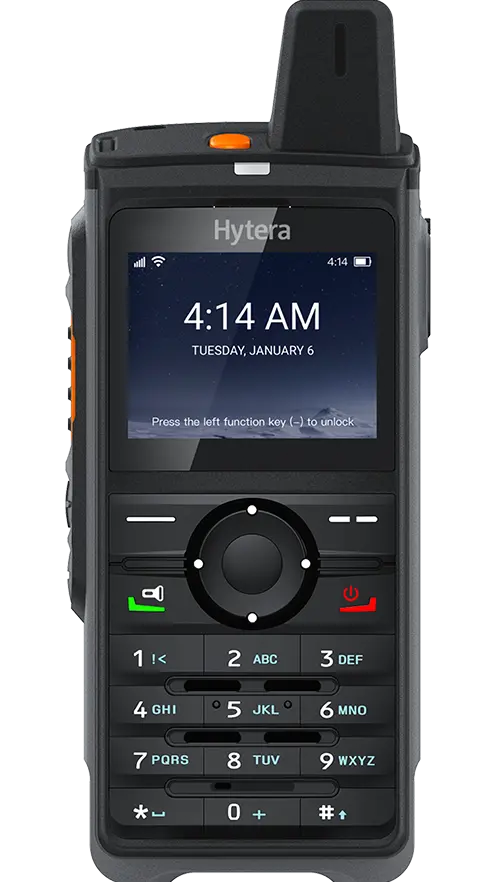 Hytera
4:14
4:14 AM
TUESDAY, JANUARY 6
Press the left function key (–) to unlock
1 !< 2 ABC 3 DEF
4 GHI 5 JKL 6 MNO
7 PQRS 8 TUV 9 WXYZ
* ⌴ 0 + # ⬆